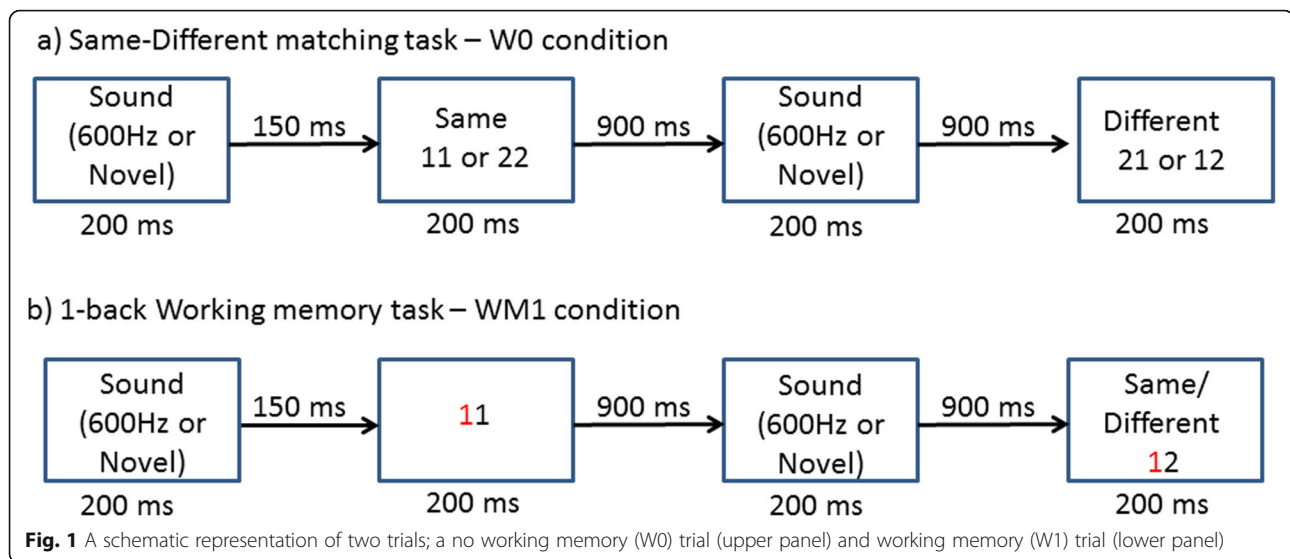 a) Same-Different matching task – W0 condition
Sound
(600Hz or
Novel)
200 ms
150 ms
Same
11 or 22
200 ms
900 ms
Sound
(600Hz or
Novel)
200 ms
900 ms
Different
21 or 12
200 ms
b) 1-back Working memory task – WM1 condition
Sound
(600Hz or
Novel)
200 ms
150 ms
11
200 ms
900 ms
Sound
(600Hz or
Novel)
200 ms
900 ms
Same/
Different
12
200 ms
Fig. 1 A schematic representation of two trials; a no working memory (W0) trial (upper panel) and working memory (W1) trial (lower panel)